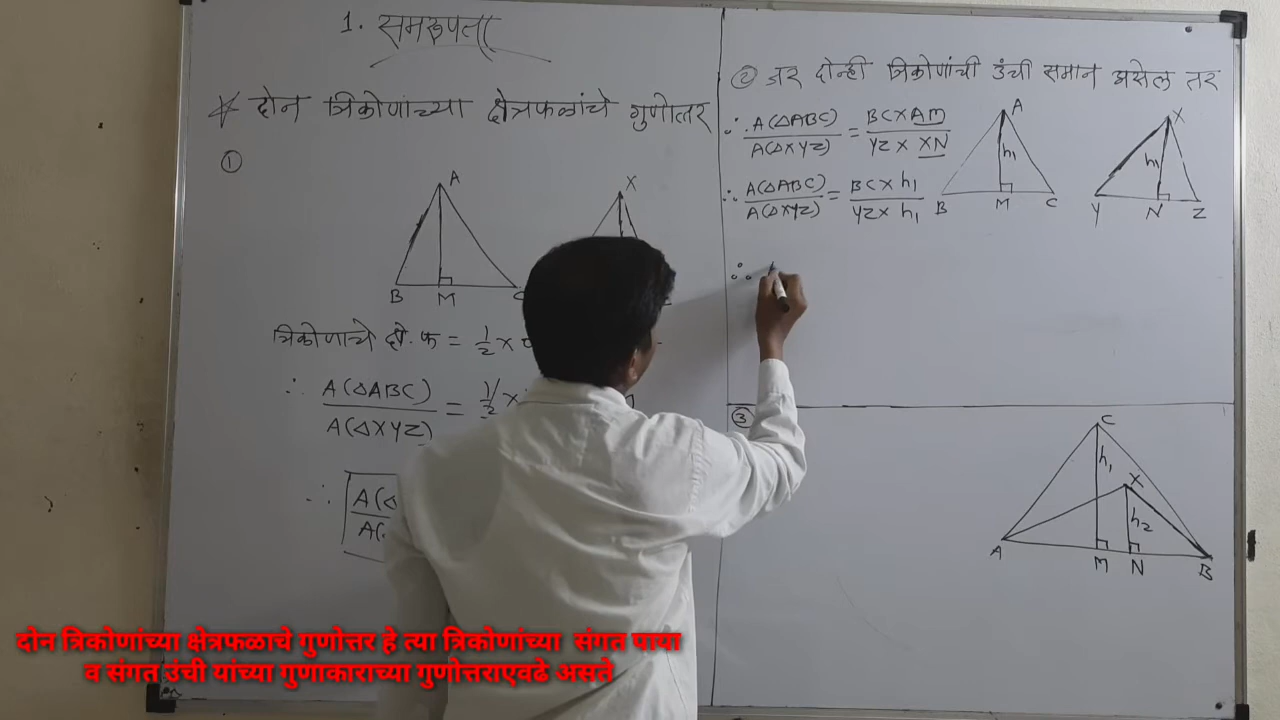 1. समरूपता
* दोन त्रिकोणांच्या क्षेत्रफळांचे गुणोत्तर
①
A
X
B M C
त्रिकोणाचे क्षे. फ = 1/2 ×
∴ A(△ABC) / A(△XYZ) = 1/2 ×
∴ A(△ / A(
② जर दोन्ही त्रिकोणांची उंची समान असेल तर
∴ A(△ABC) / A(△XYZ) = BC × AM / YZ × XN
∴ A(△ABC) / A(△XYZ) = BC × h₁ / YZ × h₁
A
h₁
B M C
X
h₁
Y N Z
∴
③
C
h₁
X
h₂
A M N B
दोन त्रिकोणांच्या क्षेत्रफळाचे गुणोत्तर हे त्या त्रिकोणांच्या संगत पाया
व संगत उंची यांच्या गुणाकाराच्या गुणोत्तराएवढे असते